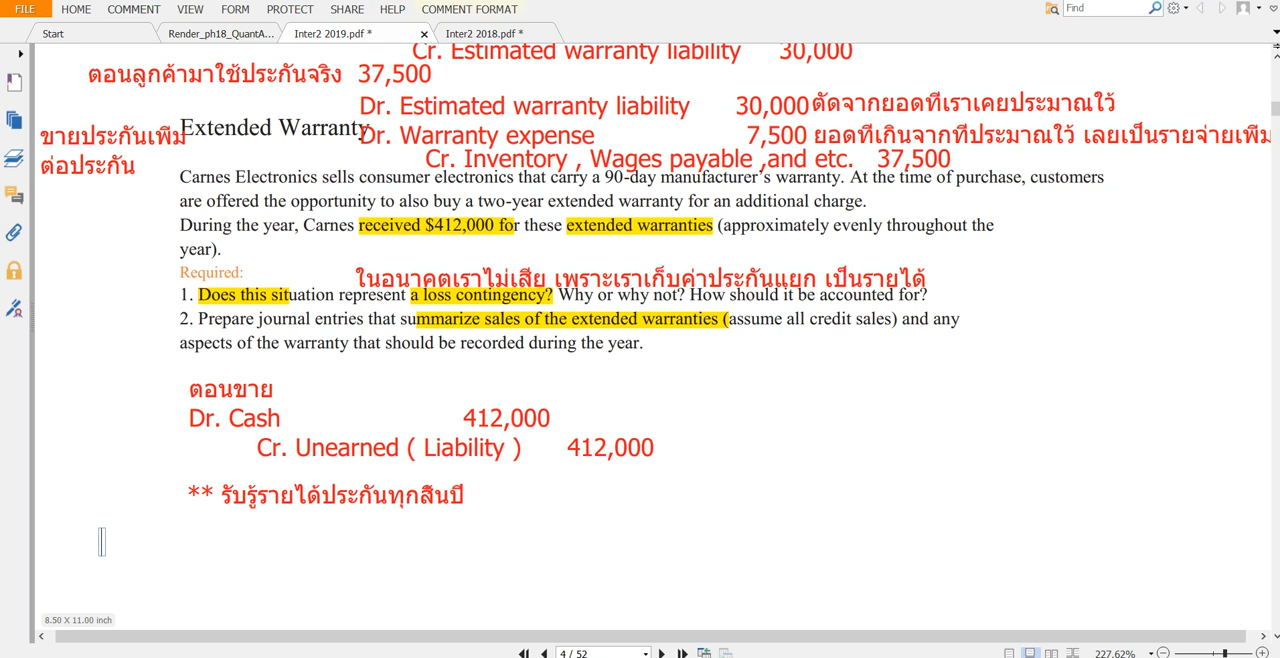 FILE HOME COMMENT VIEW FORM PROTECT SHARE HELP COMMENT FORMAT Find
Start Render_ph18_QuantA... Inter2 2019.pdf * Inter2 2018.pdf *
Cr. Estimated warranty liability 30,000
ตอนลูกค้ามาใช้ประกันจริง 37,500
Dr. Estimated warranty liability 30,000 ตัดจากยอดที่เราเคยประมาณใว้
ขายประกันเพิ่ม
Extended Warranty
Dr. Warranty expense 7,500 ยอดที่เกินจากที่ประมาณใว้ เลยเป็นรายจ่ายเพิ่ม
ต่อประกัน
Cr. Inventory , Wages payable ,and etc. 37,500
Carnes Electronics sells consumer electronics that carry a 90-day manufacturer's warranty. At the time of purchase, customers
are offered the opportunity to also buy a two-year extended warranty for an additional charge.
During the year, Carnes received $412,000 for these extended warranties (approximately evenly throughout the
year).
Required:
ในอนาคตเราไม่เสีย เพราะเราเก็บค่าประกันแยก เป็นรายได้
1. Does this situation represent a loss contingency? Why or why not? How should it be accounted for?
2. Prepare journal entries that summarize sales of the extended warranties (assume all credit sales) and any
aspects of the warranty that should be recorded during the year.
ตอนขาย
Dr. Cash 412,000
Cr. Unearned ( Liability ) 412,000
** รับรู้รายได้ประกันทุกสิ้นปี
8.50 X 11.00 inch
4 / 52 227.62%